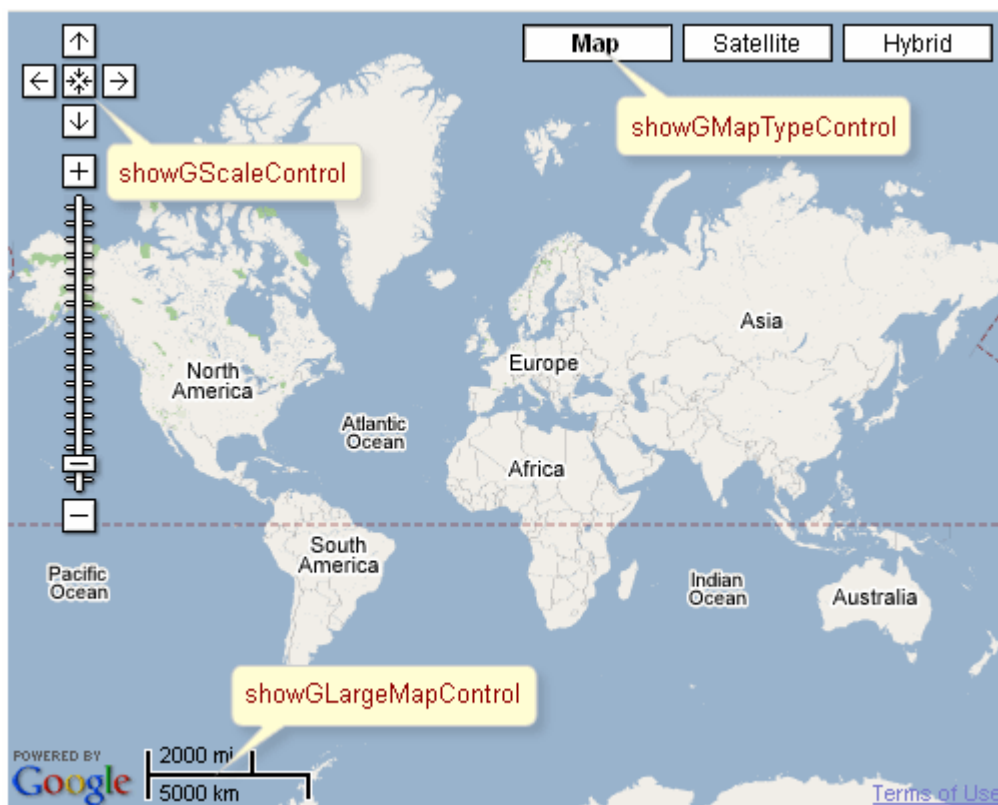 Map
Satellite
Hybrid
showGMapTypeControl
showGScaleControl
Asia
Europe
North
America
Atlantic
Ocean
Africa
South
America
Pacific
Ocean
Indian
Ocean
Australia
showGLargeMapControl
POWERED BY
Google
2000 mi
5000 km
Terms of Use